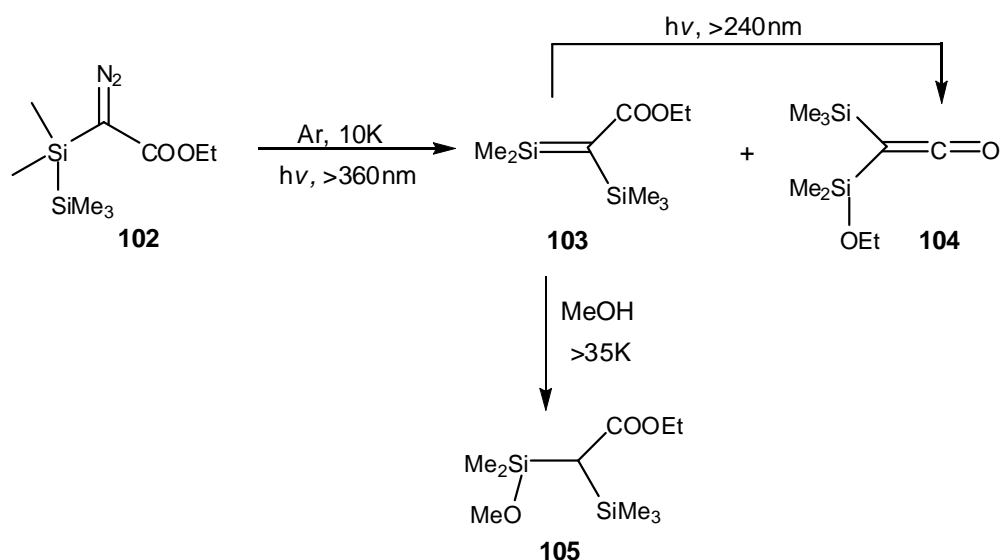 hν, >240nm
N₂
Si
COOEt
SiMe₃
102
Ar, 10K
hν, >360nm
COOEt
Me₂Si
SiMe₃
103
+
Me₃Si
C
O
Me₂Si
OEt
104
MeOH
>35K
COOEt
Me₂Si
MeO
SiMe₃
105